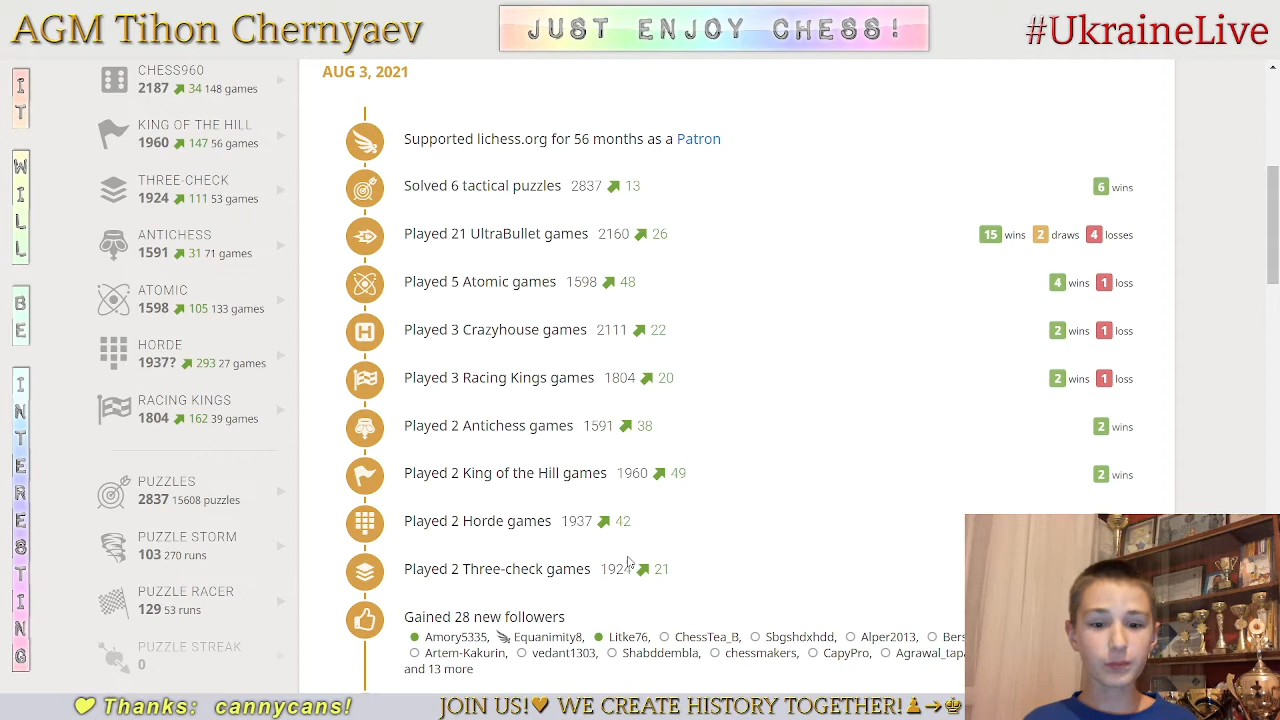 AGM Tihon Chernyaev
JUST ENJOY CHESS!
#UkraineLive
IT
WILL
BE
INTERESTING
CHESS960
2187 34 148 games
KING OF THE HILL
1960 147 56 games
THREE-CHECK
1924 111 53 games
ANTICHESS
1591 31 71 games
ATOMIC
1598 105 133 games
HORDE
1937? 293 27 games
RACING KINGS
1804 162 39 games
PUZZLES
2837 15608 puzzles
PUZZLE STORM
103 270 runs
PUZZLE RACER
129 53 runs
PUZZLE STREAK
0
AUG 3, 2021
Supported lichess.org for 56 months as a Patron
Solved 6 tactical puzzles 2837 13 6 wins
Played 21 UltraBullet games 2160 26 15 wins 2 draws 4 losses
Played 5 Atomic games 1598 48 4 wins 1 loss
Played 3 Crazyhouse games 2111 22 2 wins 1 loss
Played 3 Racing Kings games 1804 20 2 wins 1 loss
Played 2 Antichess games 1591 38 2 wins
Played 2 King of the Hill games 1960 49 2 wins
Played 2 Horde games 1937 42
Played 2 Three-check games 1924 21
Gained 28 new followers
Amory5335, Equanimity8, Litke76, ChessTea_B, Sbgshdxhdd, Alper2013, Bers
Artem-Kakurin, vedant1303, Shabddembla, chessmakers, CapyPro, Agrawal_tapa
and 13 more
Thanks: cannycans!
JOIN US! WE CREATE HISTORY TOGETHER!